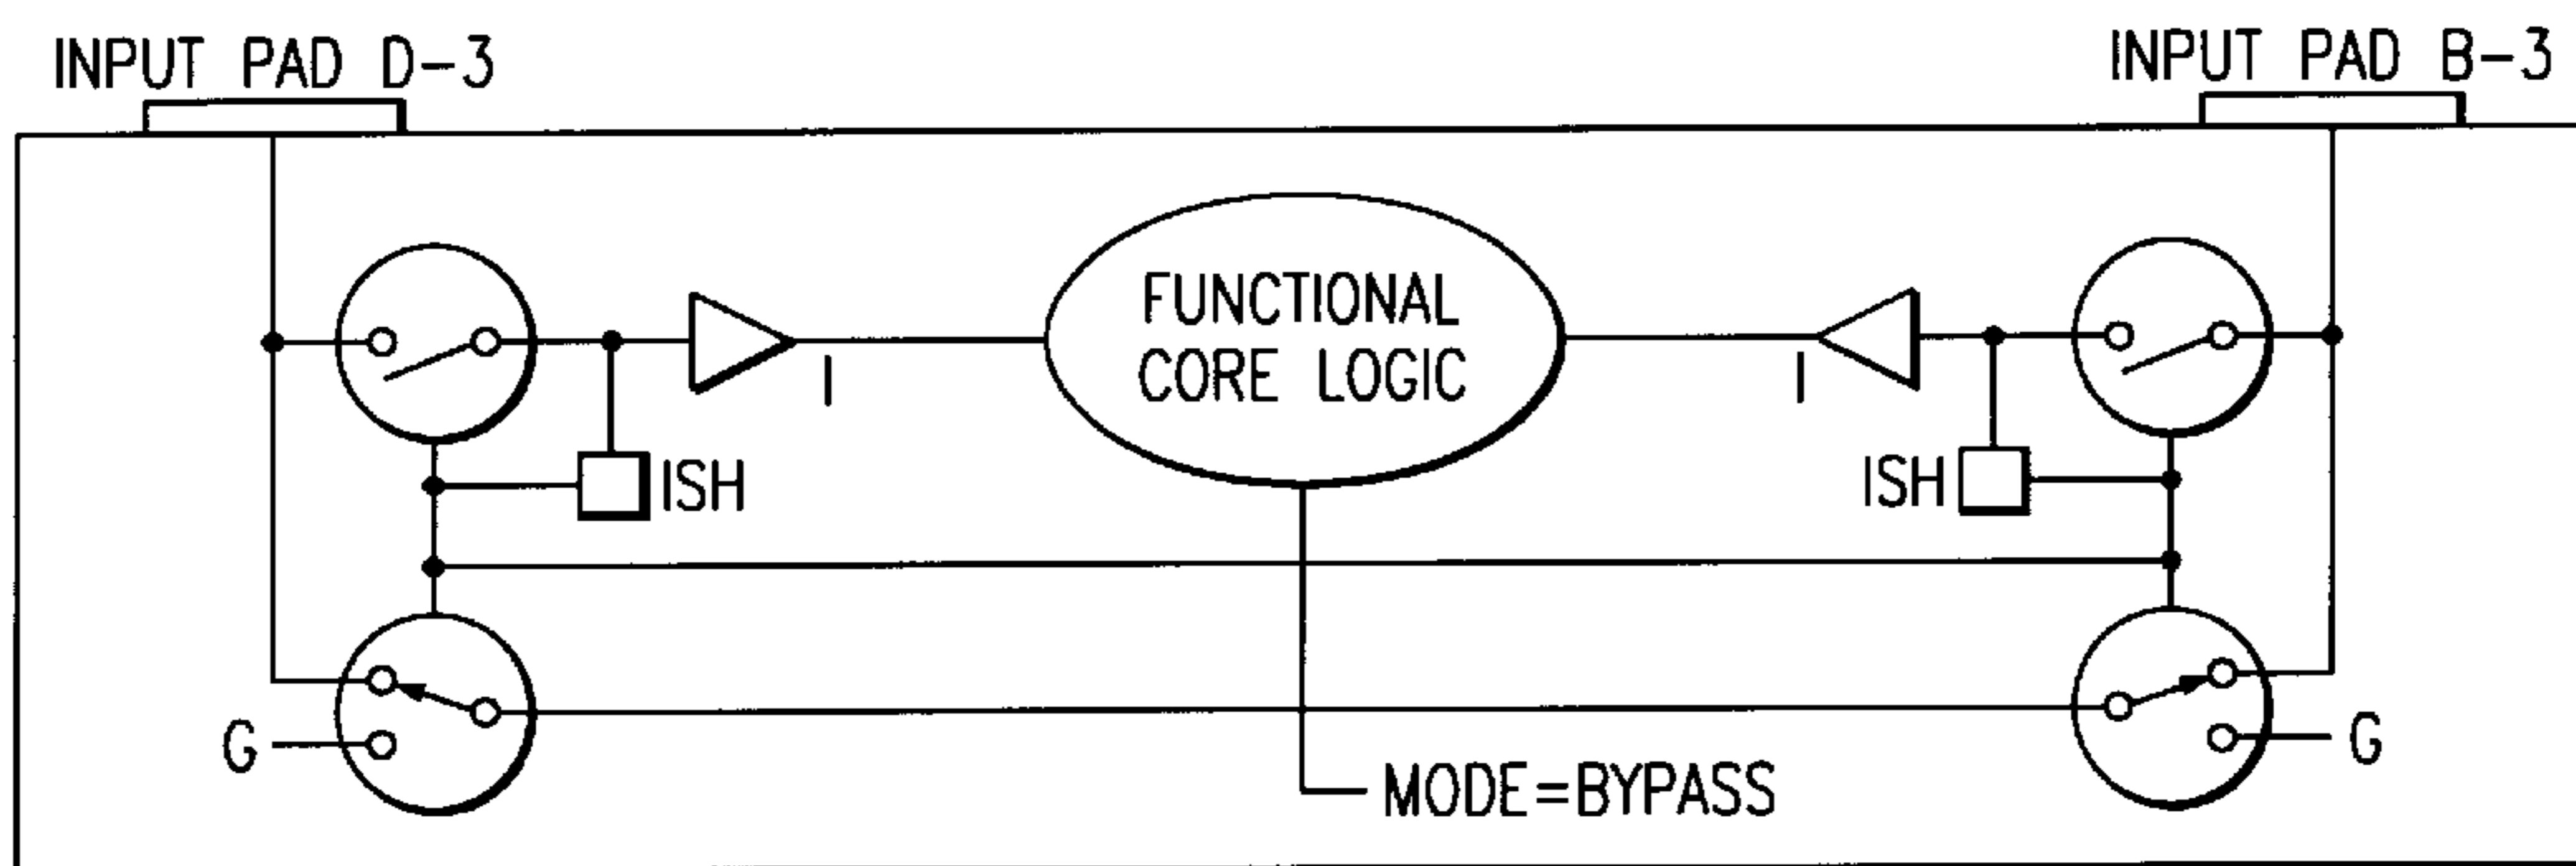 INPUT PAD D-3
INPUT PAD B-3
FUNCTIONAL
CORE LOGIC
I
I
ISH
ISH
G
G
MODE=BYPASS